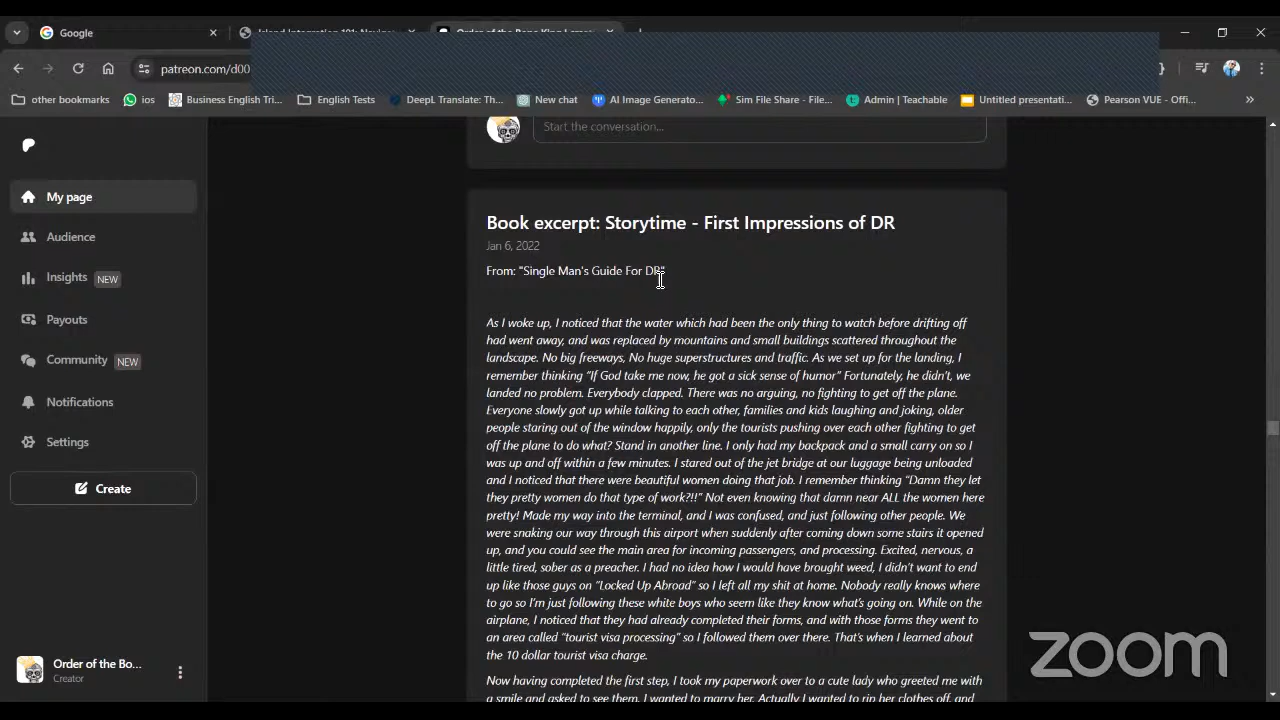 Google
patreon.com/d00
other bookmarks
ios
Business English Tri...
English Tests
DeepL Translate: Th...
New chat
AI Image Generato...
Sim File Share - File...
Admin | Teachable
Untitled presentati...
Pearson VUE - Offi...
My page
Audience
Insights NEW
Payouts
Community NEW
Notifications
Settings
Create
Order of the Bo...
Creator
Start the conversation...
Book excerpt: Storytime - First Impressions of DR
Jan 6, 2022
From: "Single Man's Guide For DR"
As I woke up, I noticed that the water which had been the only thing to watch before drifting off
had went away, and was replaced by mountains and small buildings scattered throughout the
landscape. No big freeways, No huge superstructures and traffic. As we set up for the landing, I
remember thinking “If God take me now, he got a sick sense of humor” Fortunately, he didn’t, we
landed no problem. Everybody clapped. There was no arguing, no fighting to get off the plane.
Everyone slowly got up while talking to each other, families and kids laughing and joking, older
people staring out of the window happily, only the tourists pushing over each other fighting to get
off the plane to do what? Stand in another line. I only had my backpack and a small carry on so I
was up and off within a few minutes. I stared out of the jet bridge at our luggage being unloaded
and I noticed that there were beautiful women doing that job. I remember thinking “Damn they let
they pretty women do that type of work?!!” Not even knowing that damn near ALL the women here
pretty! Made my way into the terminal, and I was confused, and just following other people. We
were snaking our way through this airport when suddenly after coming down some stairs it opened
up, and you could see the main area for incoming passengers, and processing. Excited, nervous, a
little tired, sober as a preacher. I had no idea how I would have brought weed, I didn’t want to end
up like those guys on “Locked Up Abroad” so I left all my shit at home. Nobody really knows where
to go so I’m just following these white boys who seem like they know what’s going on. While on the
airplane, I noticed that they had already completed their forms, and with those forms they went to
an area called “tourist visa processing” so I followed them over there. That’s when I learned about
the 10 dollar tourist visa charge.
Now having completed the first step, I took my paperwork over to a cute lady who greeted me with
a smile and asked to see them. I wanted to marry her. Actually I wanted to rip her clothes off, and
zoom